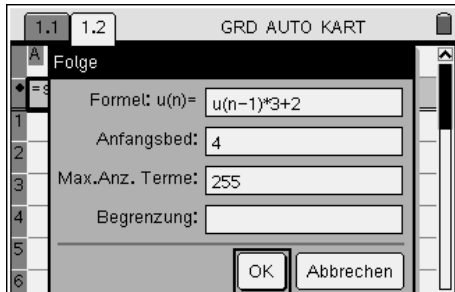 1.1 1.2 GRD AUTO KART
A Folge
=s Formel: u(n)= u(n-1)*3+2
1
Anfangsbed: 4
2
3 Max.Anz. Terme: 255
4 Begrenzung:
5
6 OK Abbrechen